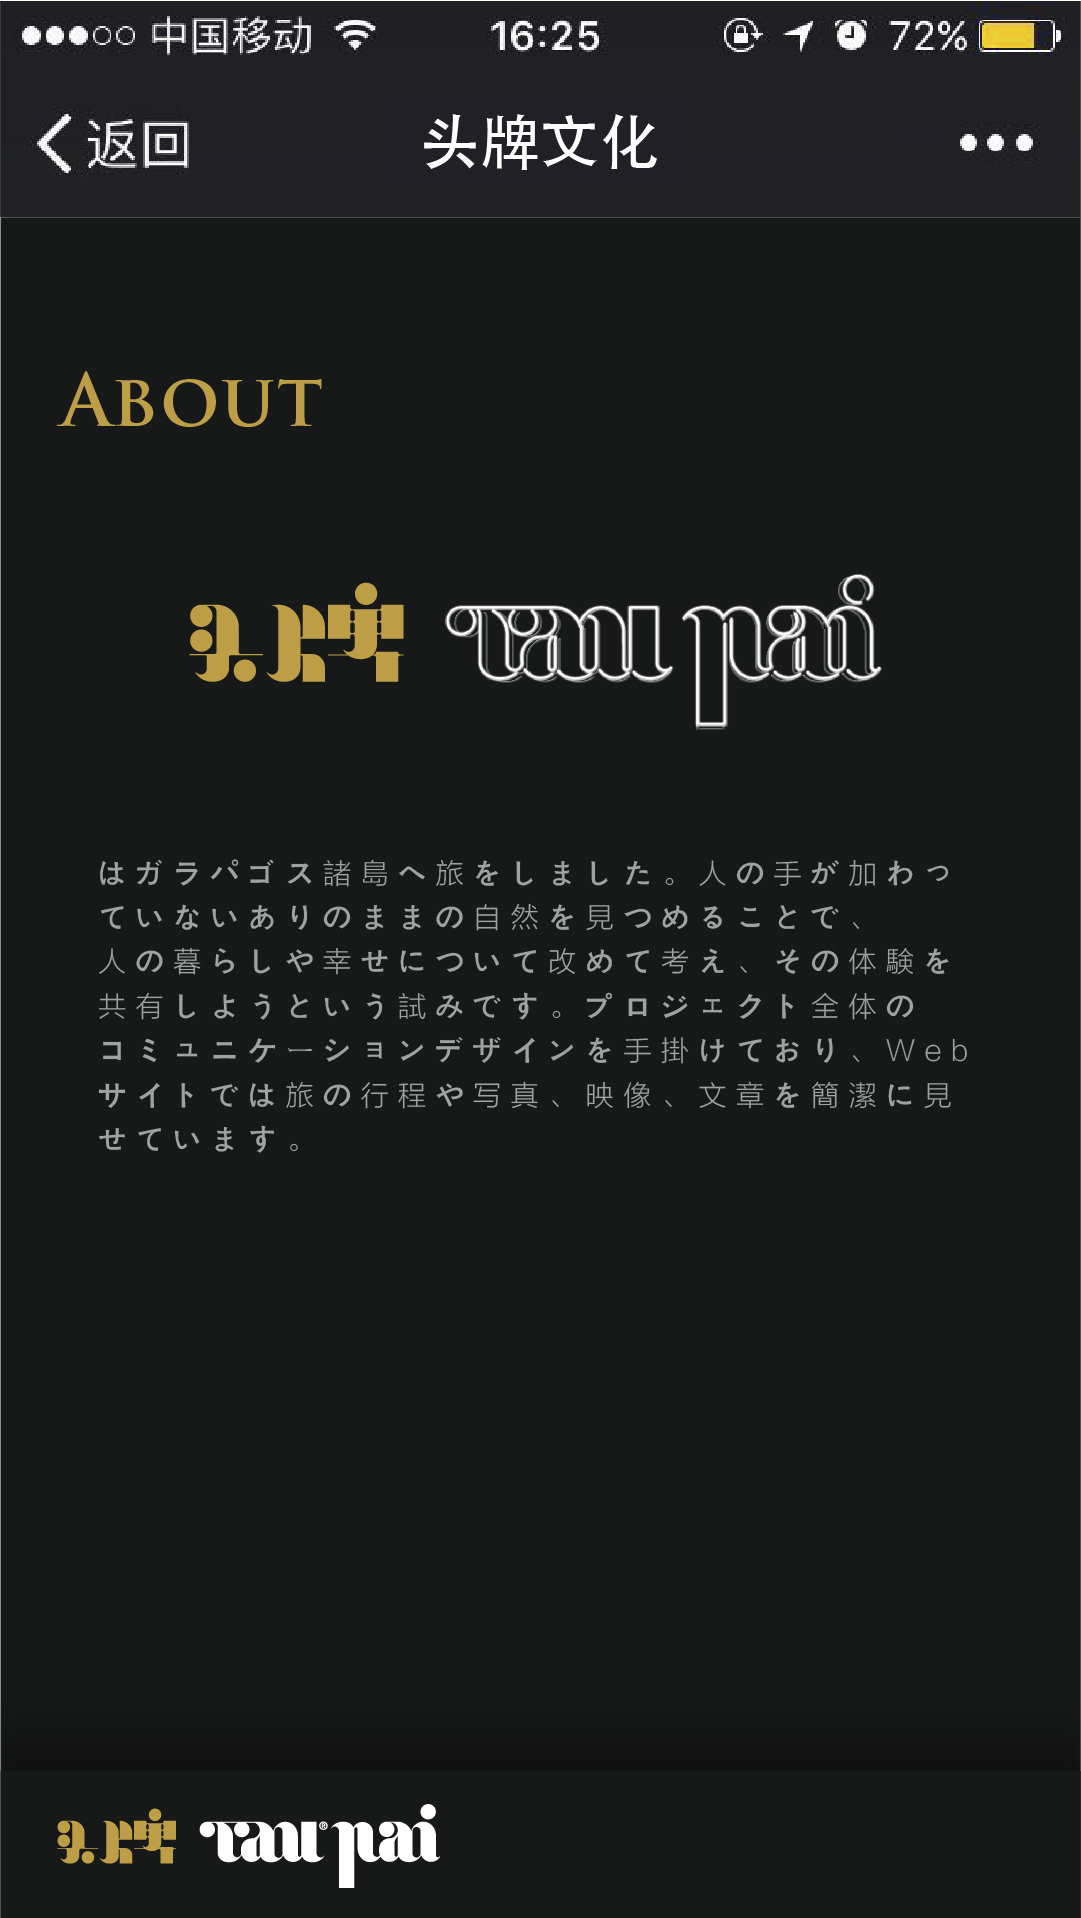 中国移动 16:25 72%
返回 头牌文化
ABOUT
头牌 Tau pai
はガラパゴス諸島へ旅をしました。人の手が加わっ
ていないありのままの自然を見つめることで、
人の暮らしや幸せについて改めて考え、その体験を
共有しようという試みです。プロジェクト全体の
コミュニケーションデザインを手掛けており、Web
サイトでは旅の行程や写真、映像、文章を簡潔に見
せています。
头牌 Tau® pai